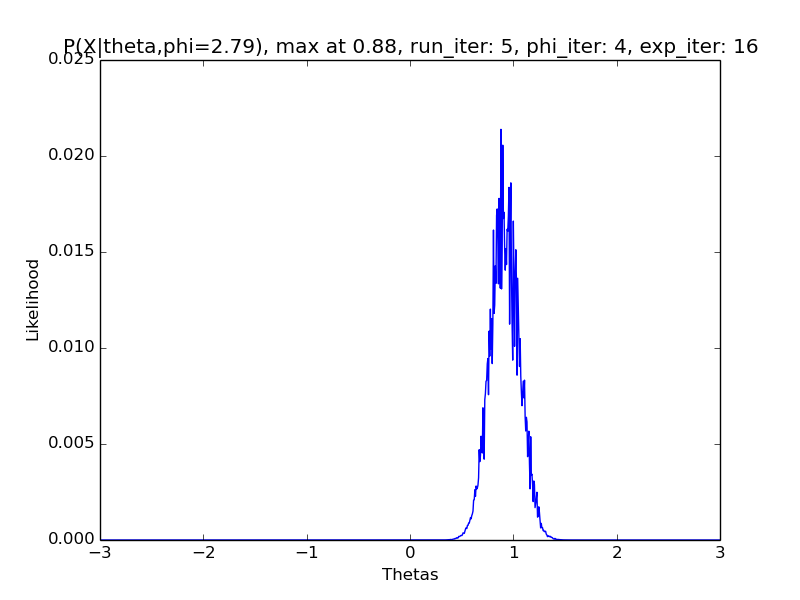 P(X|theta,phi=2.79), max at 0.88, run_iter: 5, phi_iter: 4, exp_iter: 16
0.025
0.020
0.015
0.010
0.005
0.000
Likelihood
−3 −2 −1 0 1 2 3
Thetas